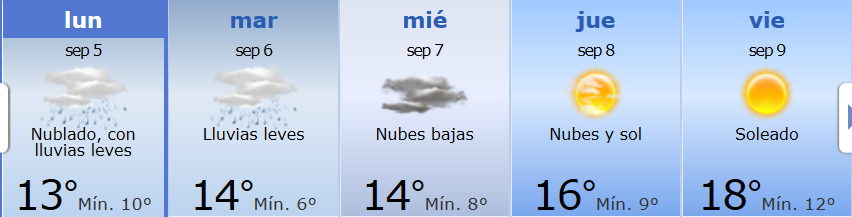 lun
sep 5
Nublado, con
lluvias leves
13° Mín. 10°
mar
sep 6
Lluvias leves
14° Mín. 6°
mié
sep 7
Nubes bajas
14° Mín. 8°
jue
sep 8
Nubes y sol
16° Mín. 9°
vie
sep 9
Soleado
18° Mín. 12°